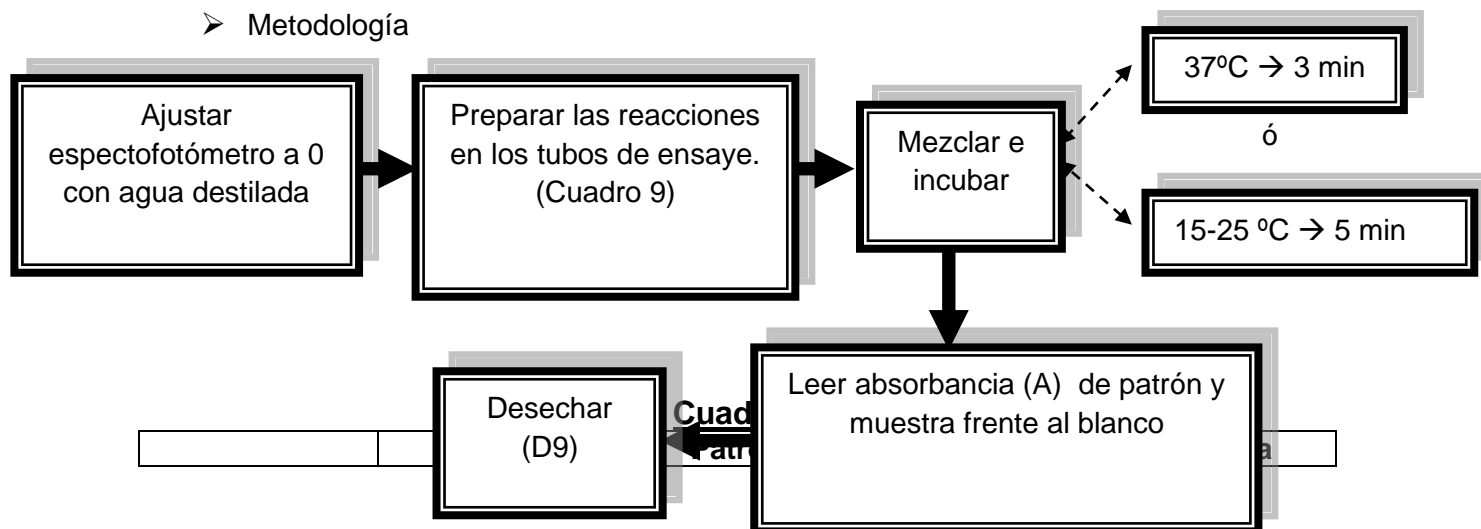 ➢ Metodología
Ajustar
espectofotómetro a 0
con agua destilada
Preparar las reacciones
en los tubos de ensaye.
(Cuadro 9)
Mezclar e
incubar
37ºC → 3 min
ó
15-25 ºC → 5 min
Leer absorbancia (A) de patrón y
muestra frente al blanco
Desechar
(D9)